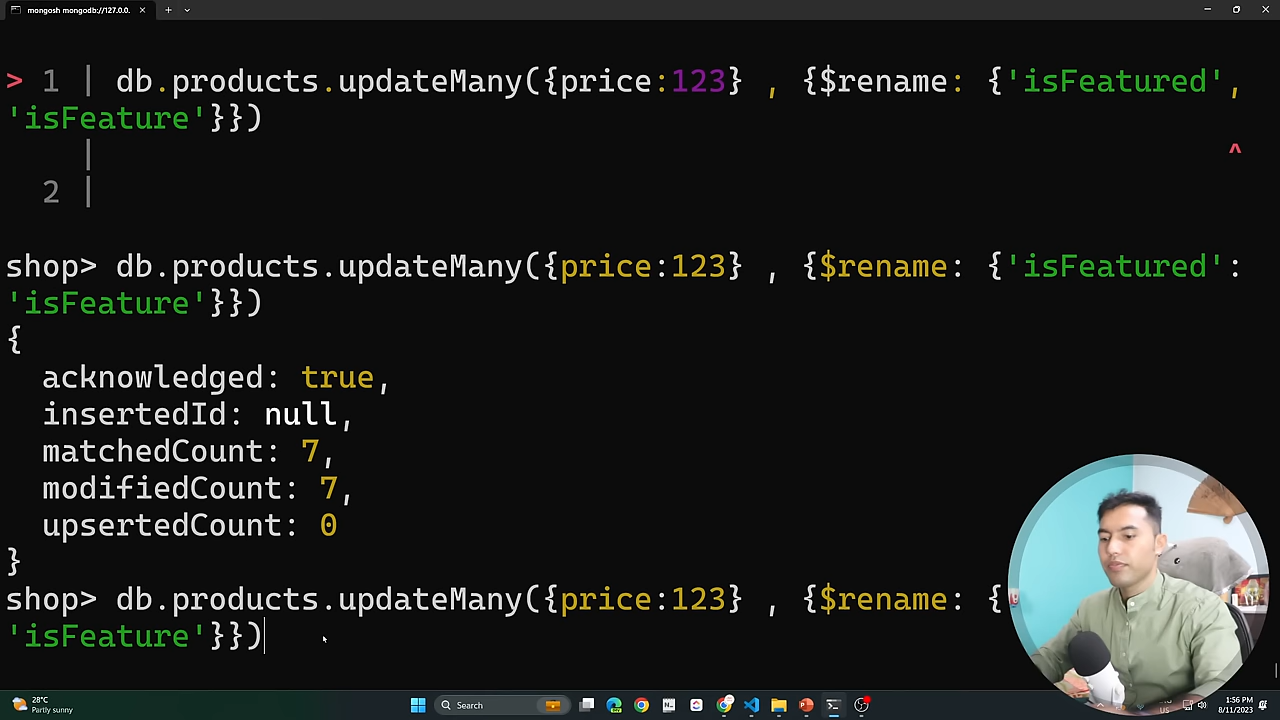 mongosh mongodb://127.0.0.
> 1 | db.products.updateMany({price:123} , {$rename: {'isFeatured',
'isFeature'}})
|
^
2 |
shop> db.products.updateMany({price:123} , {$rename: {'isFeatured':
'isFeature'}})
{
acknowledged: true,
insertedId: null,
matchedCount: 7,
modifiedCount: 7,
upsertedCount: 0
}
shop> db.products.updateMany({price:123} , {$rename: {'
'isFeature'}})
28°C
Partly sunny
Search
US
1:56 PM
8/11/2023